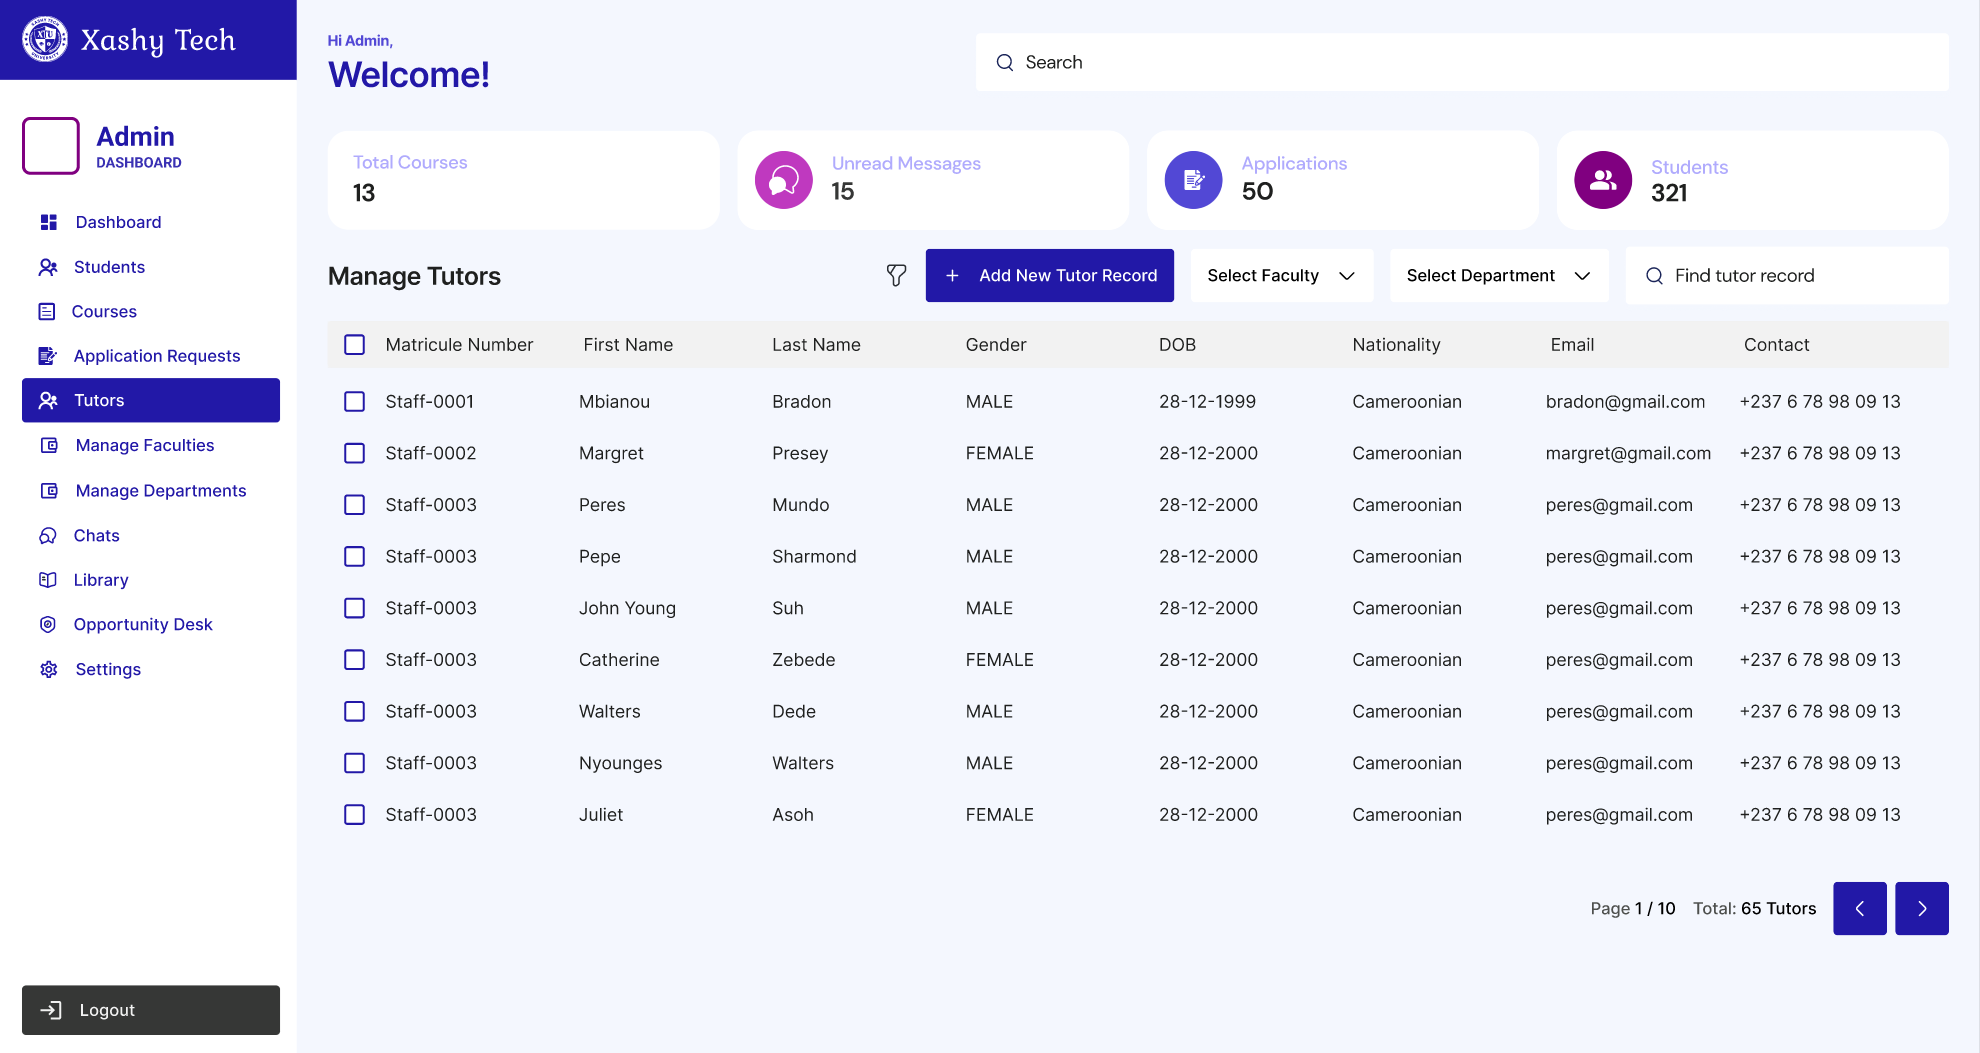 Xashy Tech
Hi Admin,
Welcome!
Search
Admin
DASHBOARD
Dashboard
Students
Courses
Application Requests
Tutors
Manage Faculties
Manage Departments
Chats
Library
Opportunity Desk
Settings
Logout
Total Courses
13
Unread Messages
15
Applications
50
Students
321
Manage Tutors
+ Add New Tutor Record
Select Faculty
Select Department
Find tutor record
Matricule Number First Name Last Name Gender DOB Nationality Email Contact
Staff-0001 Mbianou Bradon MALE 28-12-1999 Cameroonian bradon@gmail.com +237 6 78 98 09 13
Staff-0002 Margret Presey FEMALE 28-12-2000 Cameroonian margret@gmail.com +237 6 78 98 09 13
Staff-0003 Peres Mundo MALE 28-12-2000 Cameroonian peres@gmail.com +237 6 78 98 09 13
Staff-0003 Pepe Sharmond MALE 28-12-2000 Cameroonian peres@gmail.com +237 6 78 98 09 13
Staff-0003 John Young Suh MALE 28-12-2000 Cameroonian peres@gmail.com +237 6 78 98 09 13
Staff-0003 Catherine Zebede FEMALE 28-12-2000 Cameroonian peres@gmail.com +237 6 78 98 09 13
Staff-0003 Walters Dede MALE 28-12-2000 Cameroonian peres@gmail.com +237 6 78 98 09 13
Staff-0003 Nyounges Walters MALE 28-12-2000 Cameroonian peres@gmail.com +237 6 78 98 09 13
Staff-0003 Juliet Asoh FEMALE 28-12-2000 Cameroonian peres@gmail.com +237 6 78 98 09 13
Page 1 / 10 Total: 65 Tutors